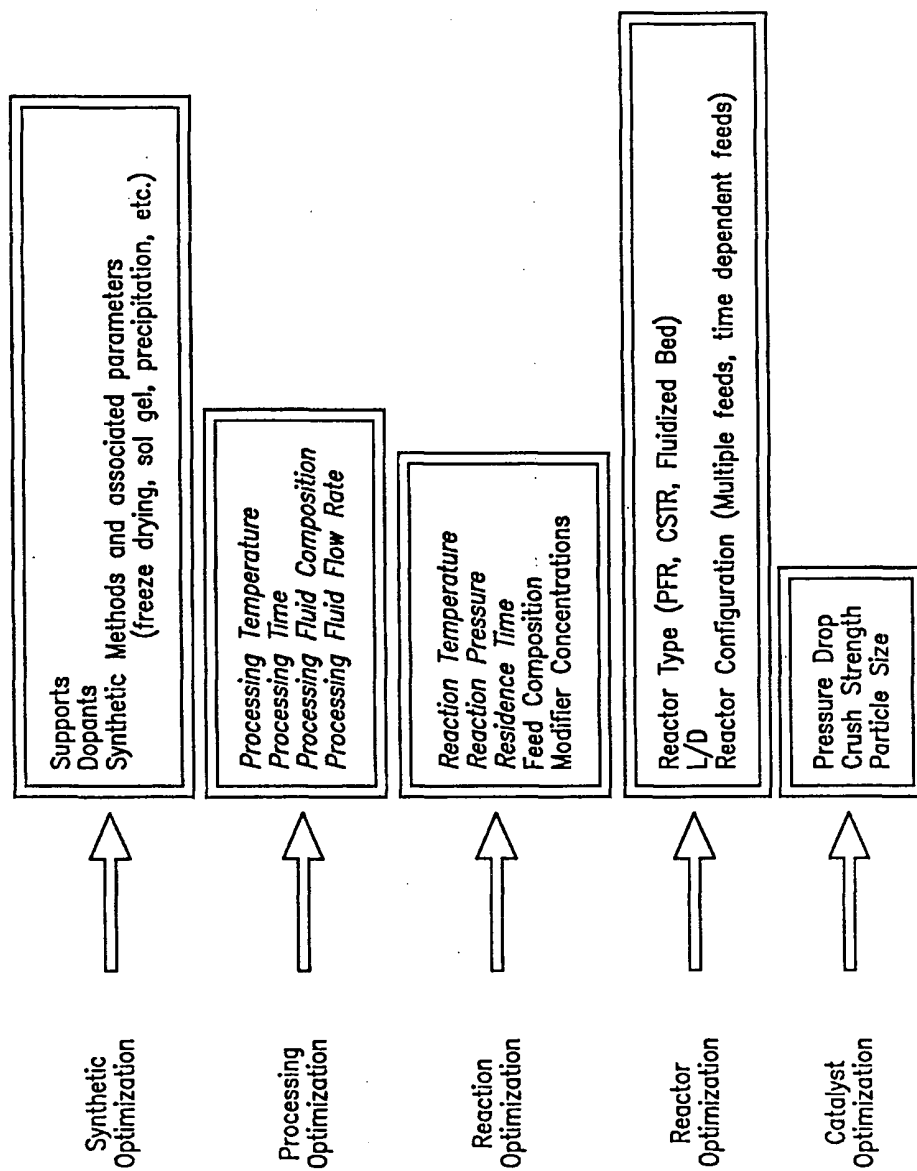 Synthetic
Optimization
Supports
Dopants
Synthetic Methods and associated parameters
(freeze drying, sol gel, precipitation, etc.)
Processing
Optimization
Processing Temperature
Processing Time
Processing Fluid Composition
Processing Fluid Flow Rate
Reaction
Optimization
Reaction Temperature
Reaction Pressure
Residence Time
Feed Composition
Modifier Concentrations
Reactor
Optimization
Reactor Type (PFR, CSTR, Fluidized Bed)
L/D
Reactor Configuration (Multiple feeds, time dependent feeds)
Catalyst
Optimization
Pressure Drop
Crush Strength
Particle Size